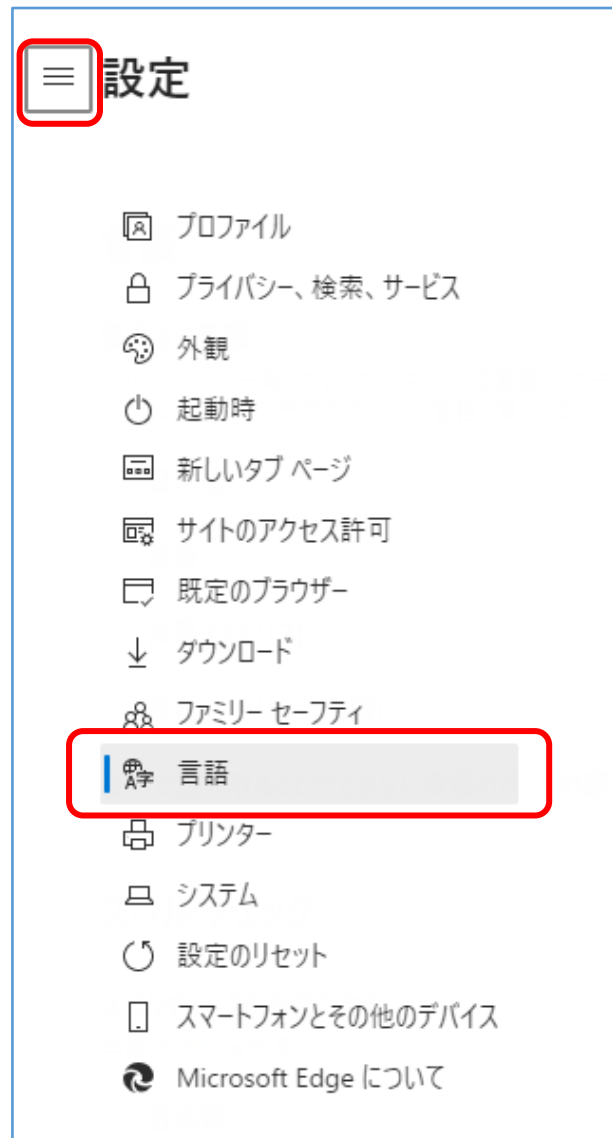 設定
プロファイル
プライバシー、検索、サービス
外観
起動時
新しいタブ ページ
サイトのアクセス許可
既定のブラウザー
ダウンロード
ファミリー セーフティ
言語
プリンター
システム
設定のリセット
スマートフォンとその他のデバイス
Microsoft Edge について